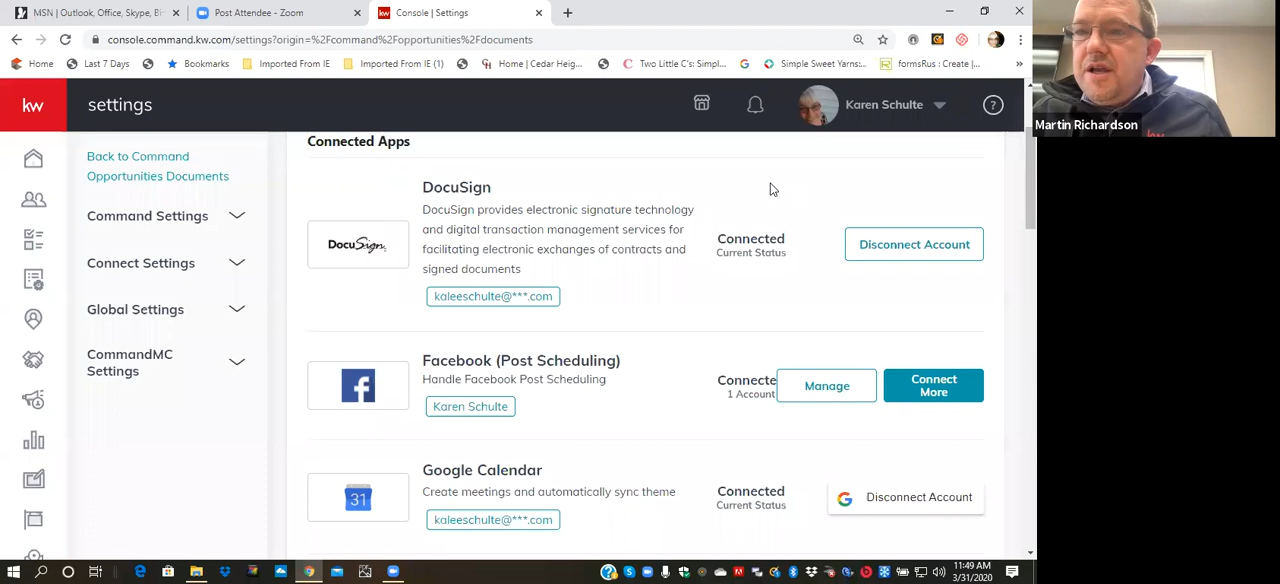 MSN | Outlook, Office, Skype, Bi
Post Attendee - Zoom
Console | Settings
console.command.kw.com/settings?origin=%2Fcommand%2Fopportunities%2Fdocuments
Home
Last 7 Days
Bookmarks
Imported From IE
Imported From IE (1)
Home | Cedar Heig...
Two Little C's: Simpl...
Simple Sweet Yarns:...
formsRus : Create |...
»
kw
settings
Karen Schulte
?
Martin Richardson
Connected Apps
Back to Command
Opportunities Documents
Command Settings
Connect Settings
Global Settings
CommandMC
Settings
DocuSign
DocuSign
DocuSign provides electronic signature technology
and digital transaction management services for
facilitating electronic exchanges of contracts and
signed documents
kaleeschulte@***.com
Connected
Current Status
Disconnect Account
Facebook (Post Scheduling)
Handle Facebook Post Scheduling
Karen Schulte
Connecte
1 Account
Manage
Connect
More
31
Google Calendar
Create meetings and automatically sync theme
kaleeschulte@***.com
Connected
Current Status
Disconnect Account
11:49 AM
3/31/2020